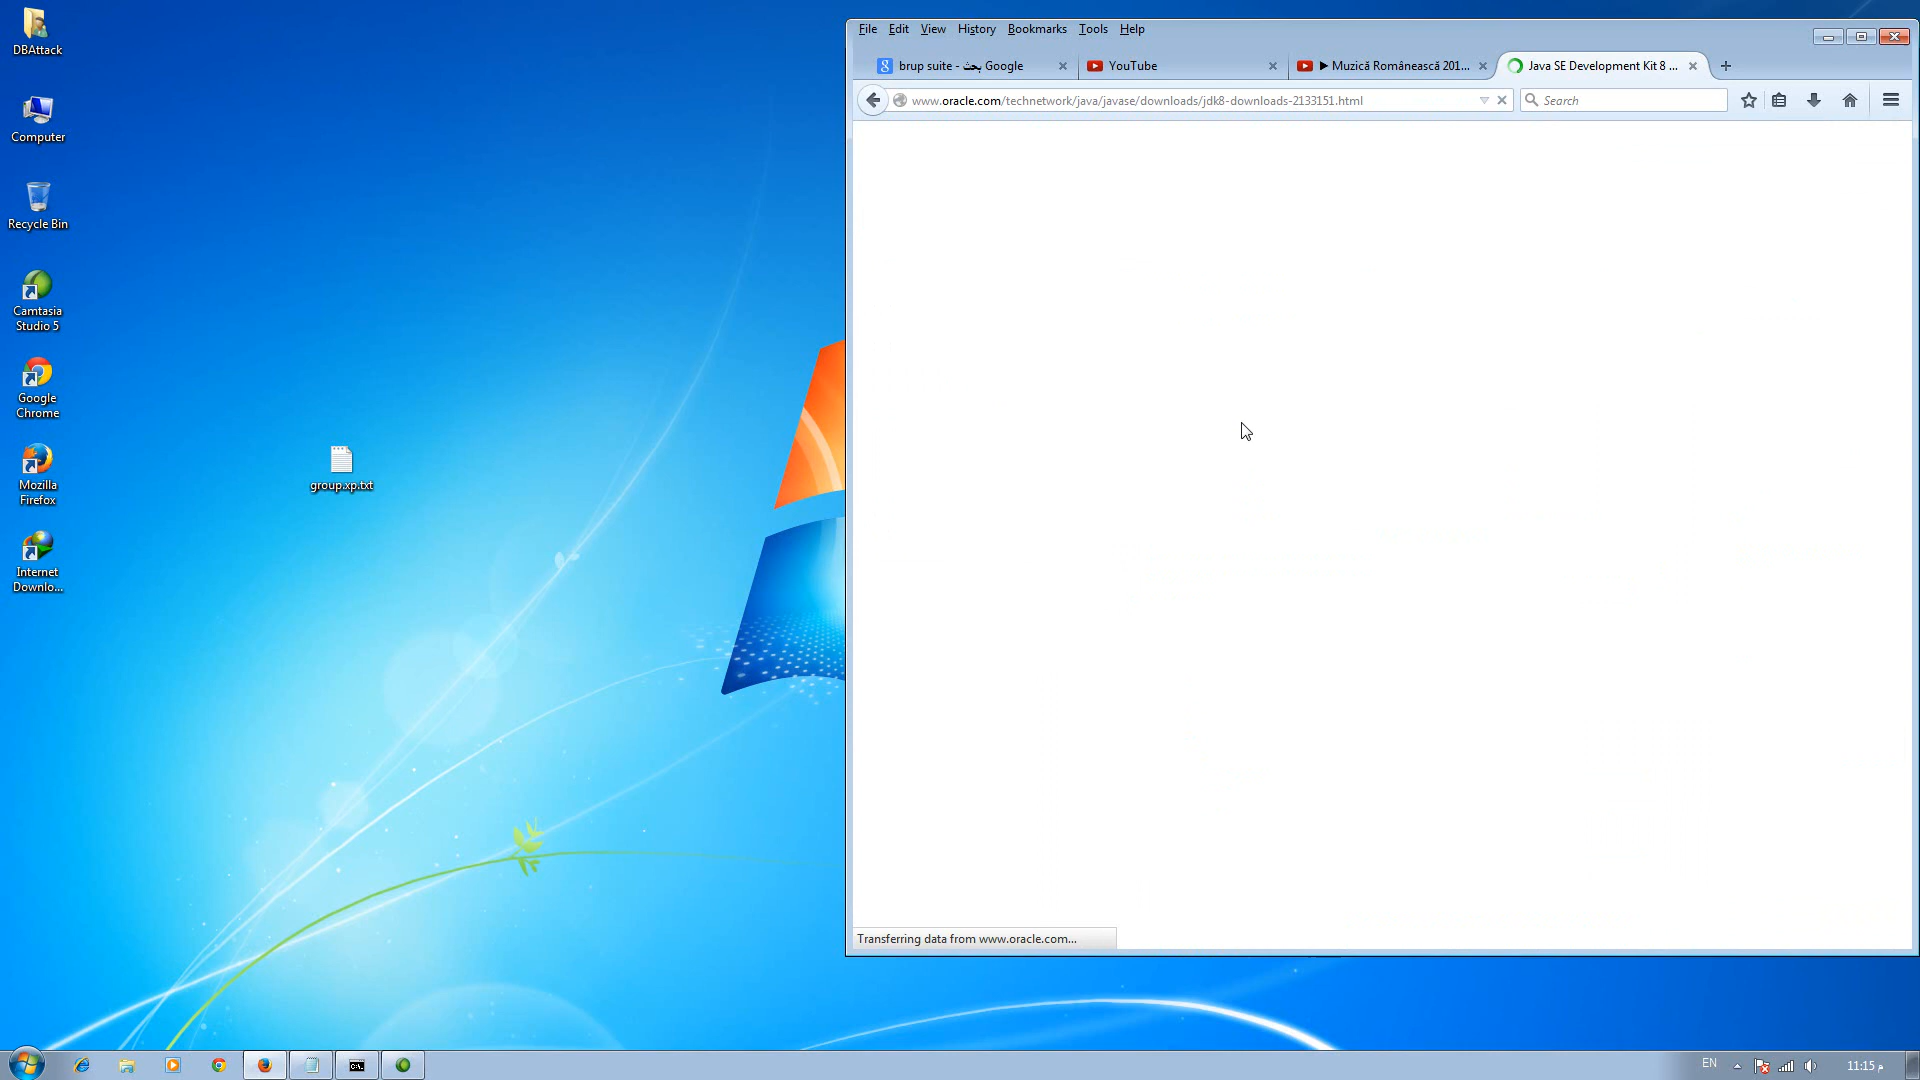 DBAttack
Computer
Recycle Bin
Camtasia
Studio 5
Google
Chrome
Mozilla
Firefox
Internet
Downlo...
group.xp.txt
File Edit View History Bookmarks Tools Help
brup suite - بحث Google
YouTube
Muzică Românească 201...
Java SE Development Kit 8 ...
www.oracle.com/technetwork/java/javase/downloads/jdk8-downloads-2133151.html
Search
Transferring data from www.oracle.com...
C:\.
EN
11:15 م